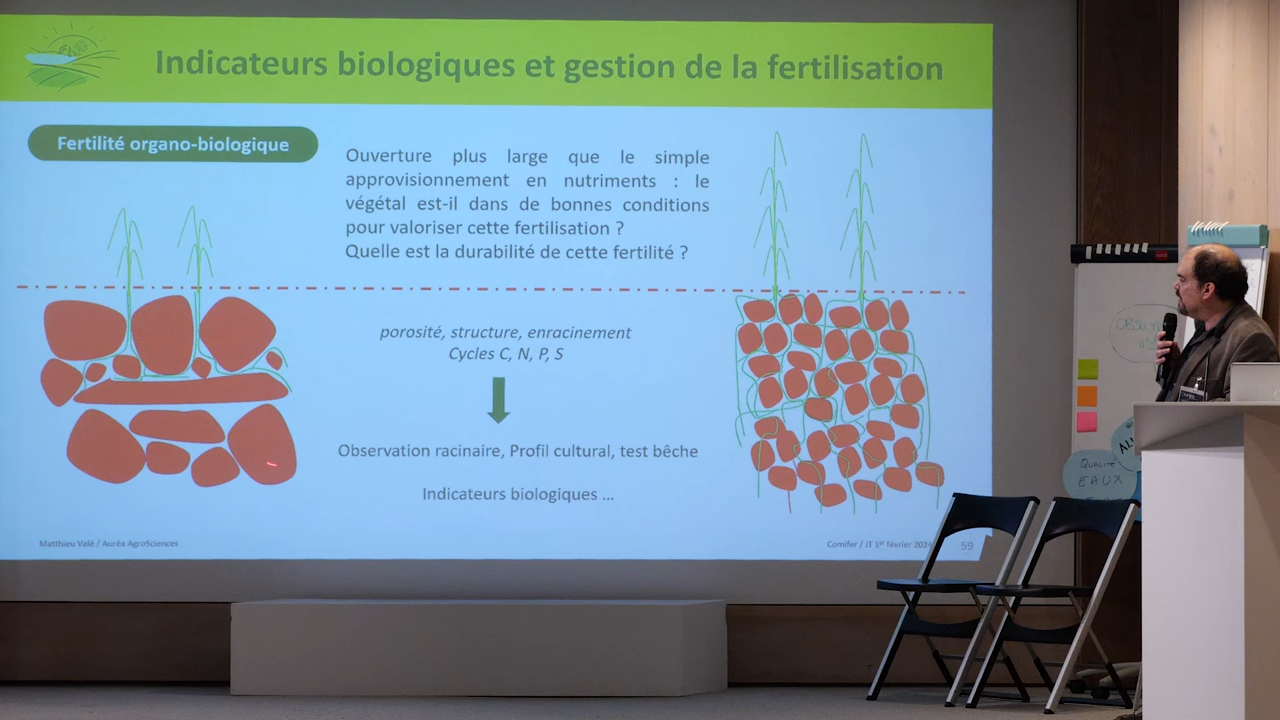 Indicateurs biologiques et gestion de la fertilisation
Fertilité organo-biologique
Ouverture plus large que le simple
approvisionnement en nutriments : le
végétal est-il dans de bonnes conditions
pour valoriser cette fertilisation ?
Quelle est la durabilité de cette fertilité ?
porosité, structure, enracinement
Cycles C, N, P, S
Observation racinaire, Profil cultural, test bêche
Indicateurs biologiques ...
Matthieu Valé / Auréa AgroSciences
Comifer / JT 1er février 2024
59
QUALITÉ
EAUX